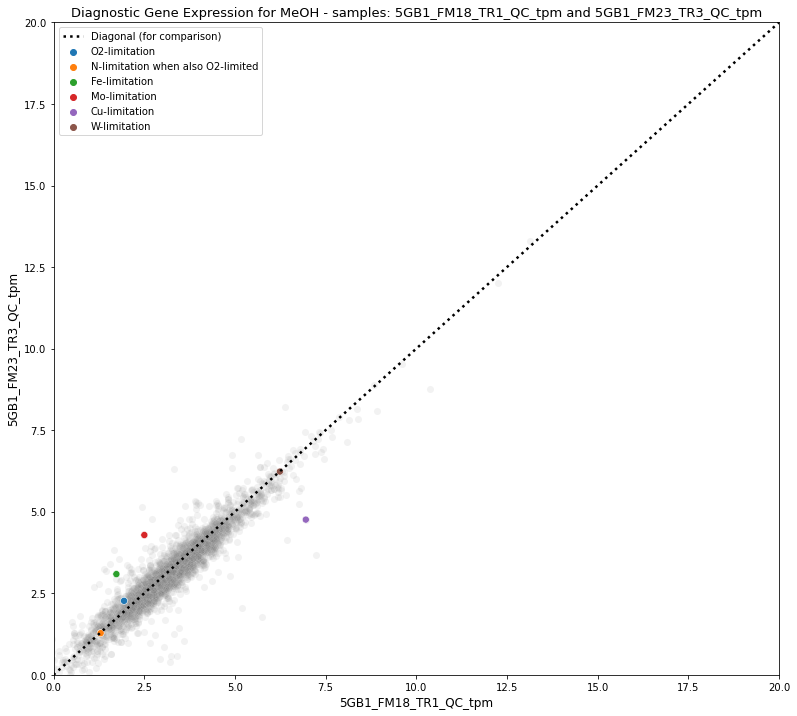 Diagnostic Gene Expression for MeOH - samples: 5GB1_FM18_TR1_QC_tpm and 5GB1_FM23_TR3_QC_tpm
Diagonal (for comparison)
O2-limitation
N-limitation when also O2-limited
Fe-limitation
Mo-limitation
Cu-limitation
W-limitation
20.0
17.5
15.0
12.5
10.0
7.5
5.0
2.5
0.0
5GB1_FM23_TR3_QC_tpm
0.0 2.5 5.0 7.5 10.0 12.5 15.0 17.5 20.0
5GB1_FM18_TR1_QC_tpm